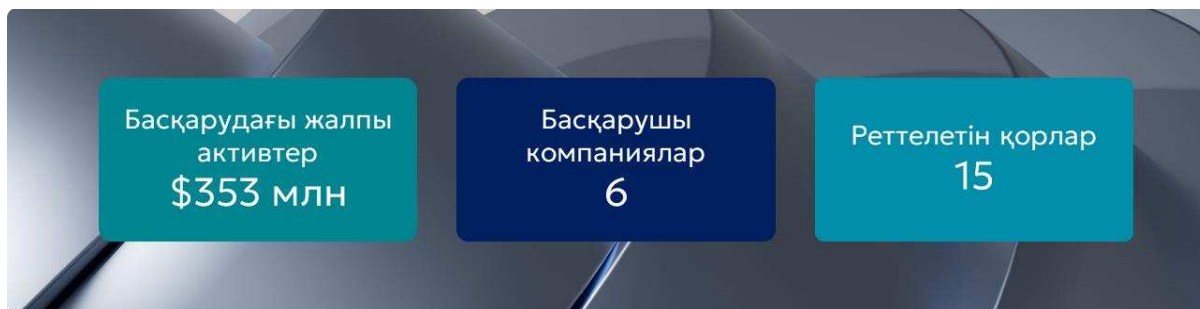 Басқарудағы жалпы
активтер
$353 млн
Басқарушы
компаниялар
6
Реттелетін қорлар
15